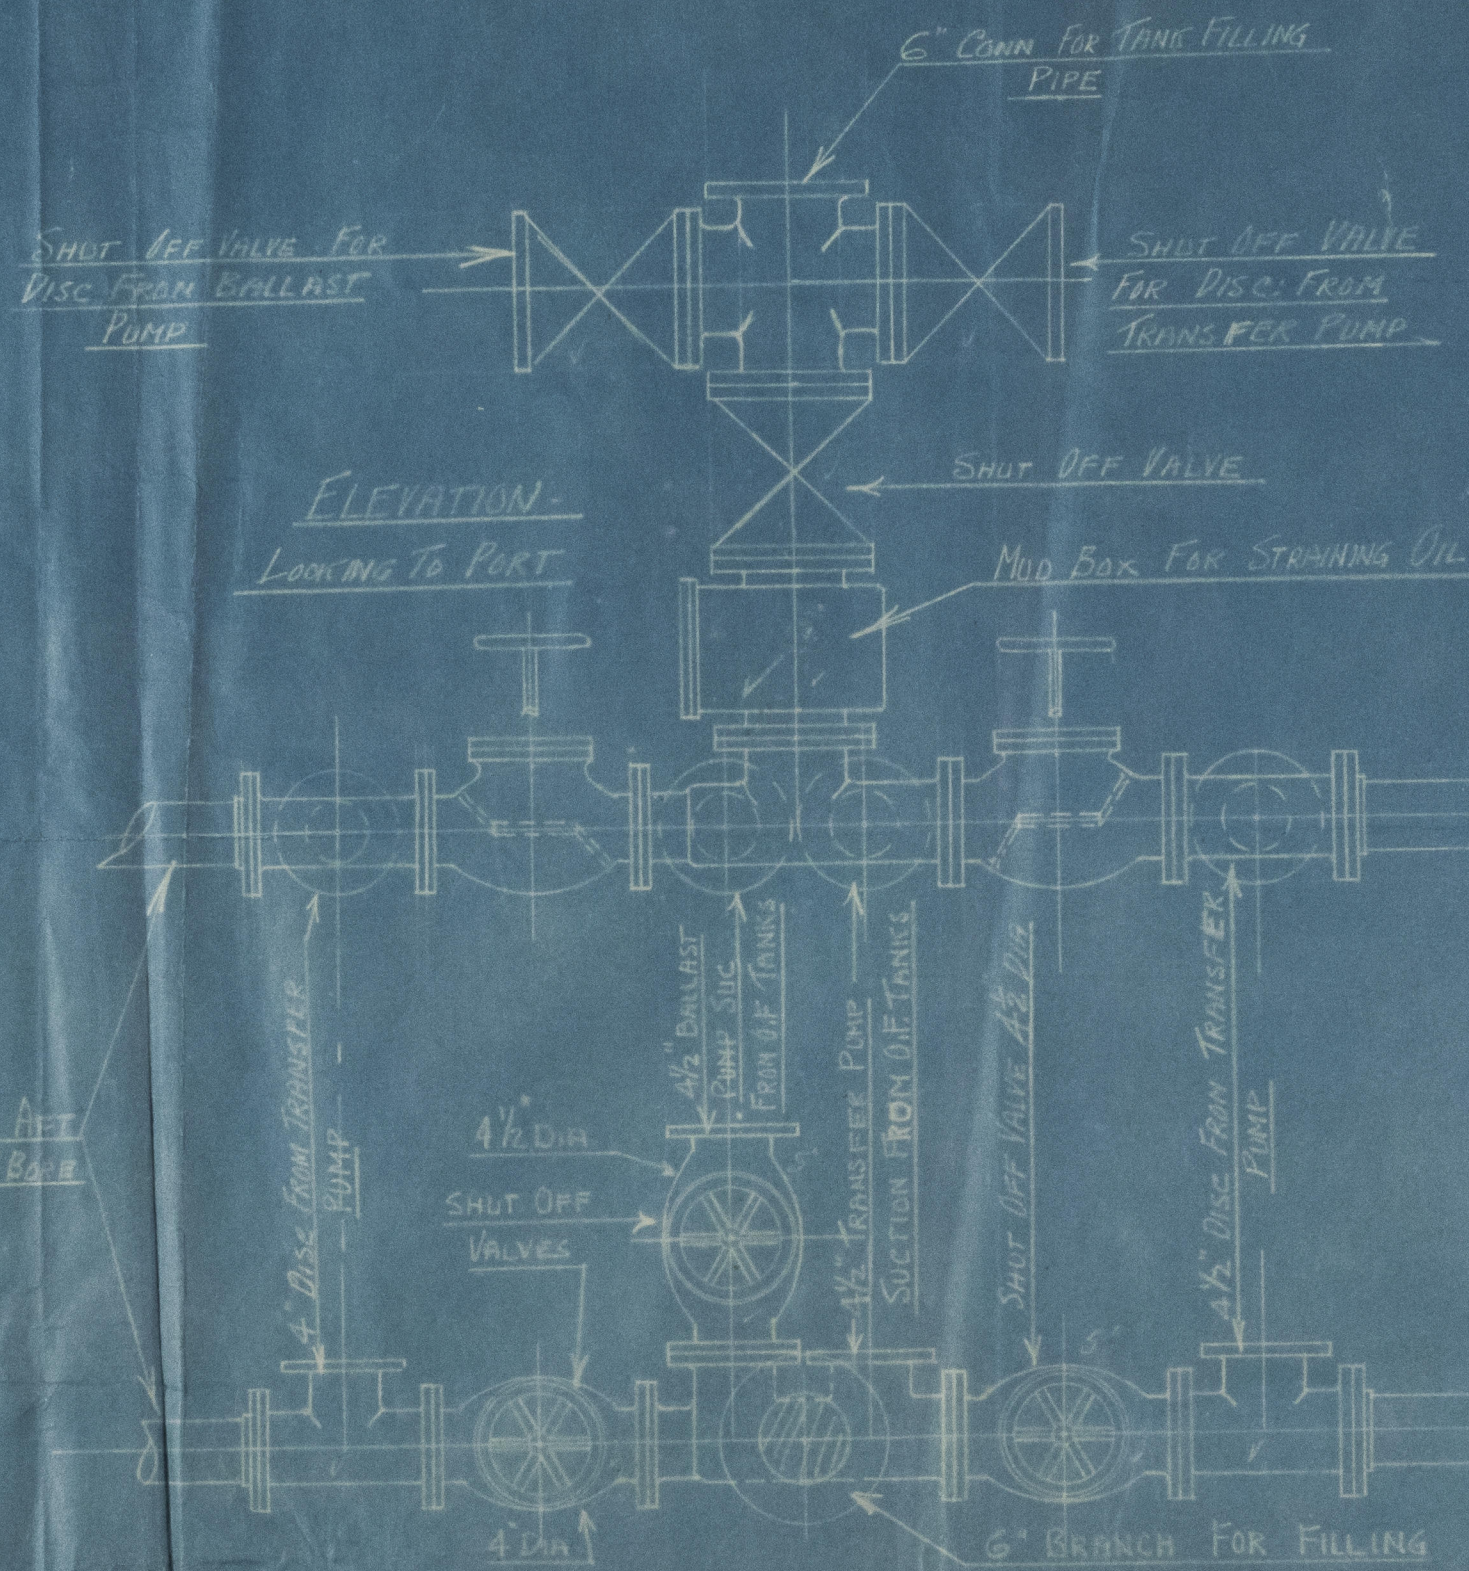 6" CONN FOR TANK FILLING
PIPE
SHUT OFF VALVE FOR
DISC FROM BALLAST
PUMP
SHUT OFF VALVE
FOR DISC: FROM
TRANSFER PUMP
SHUT OFF VALVE
ELEVATION-
LOOKING TO PORT
MUD BOX FOR STRAINING OIL
AFT
BORE
4" DISC FROM TRANSFER
PUMP
4½" BALLAST
PUMP SUC
FROM O.F TANKS
4½" TRANSFER PUMP
SUCTION FROM O.F. TANKS
SHUT OFF VALVE 4½" DIA
4½" DISC FROM TRANSFER
PUMP
4½" DIA
SHUT OFF
VALVES
5"
4" DIA.
6" BRANCH FOR FILLING